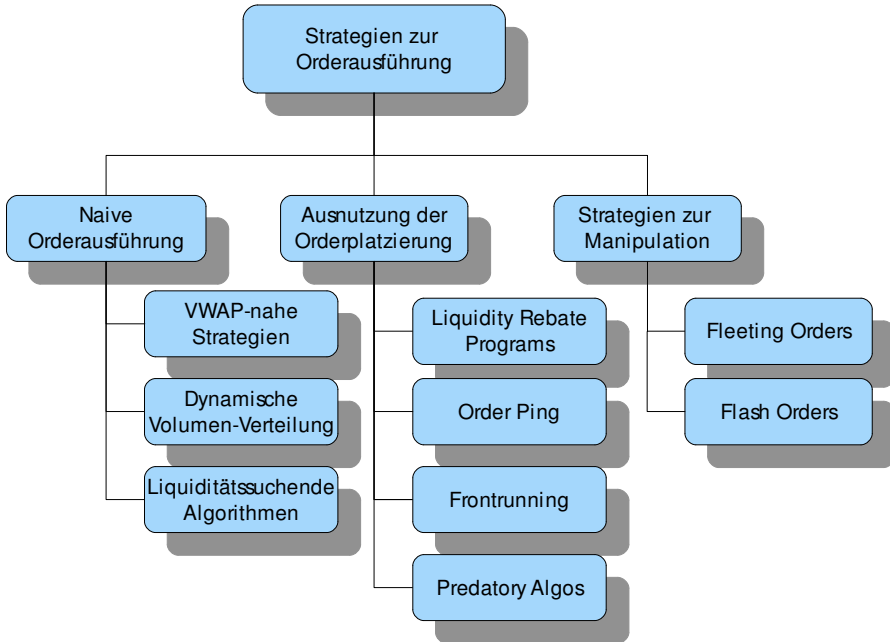 Strategien zur
Orderausführung
Naive
Orderausführung
VWAP-nahe
Strategien
Dynamische
Volumen-Verteilung
Liquiditätssuchende
Algorithmen
Ausnutzung der
Orderplatzierung
Liquidity Rebate
Programs
Order Ping
Frontrunning
Predatory Algos
Strategien zur
Manipulation
Fleeting Orders
Flash Orders